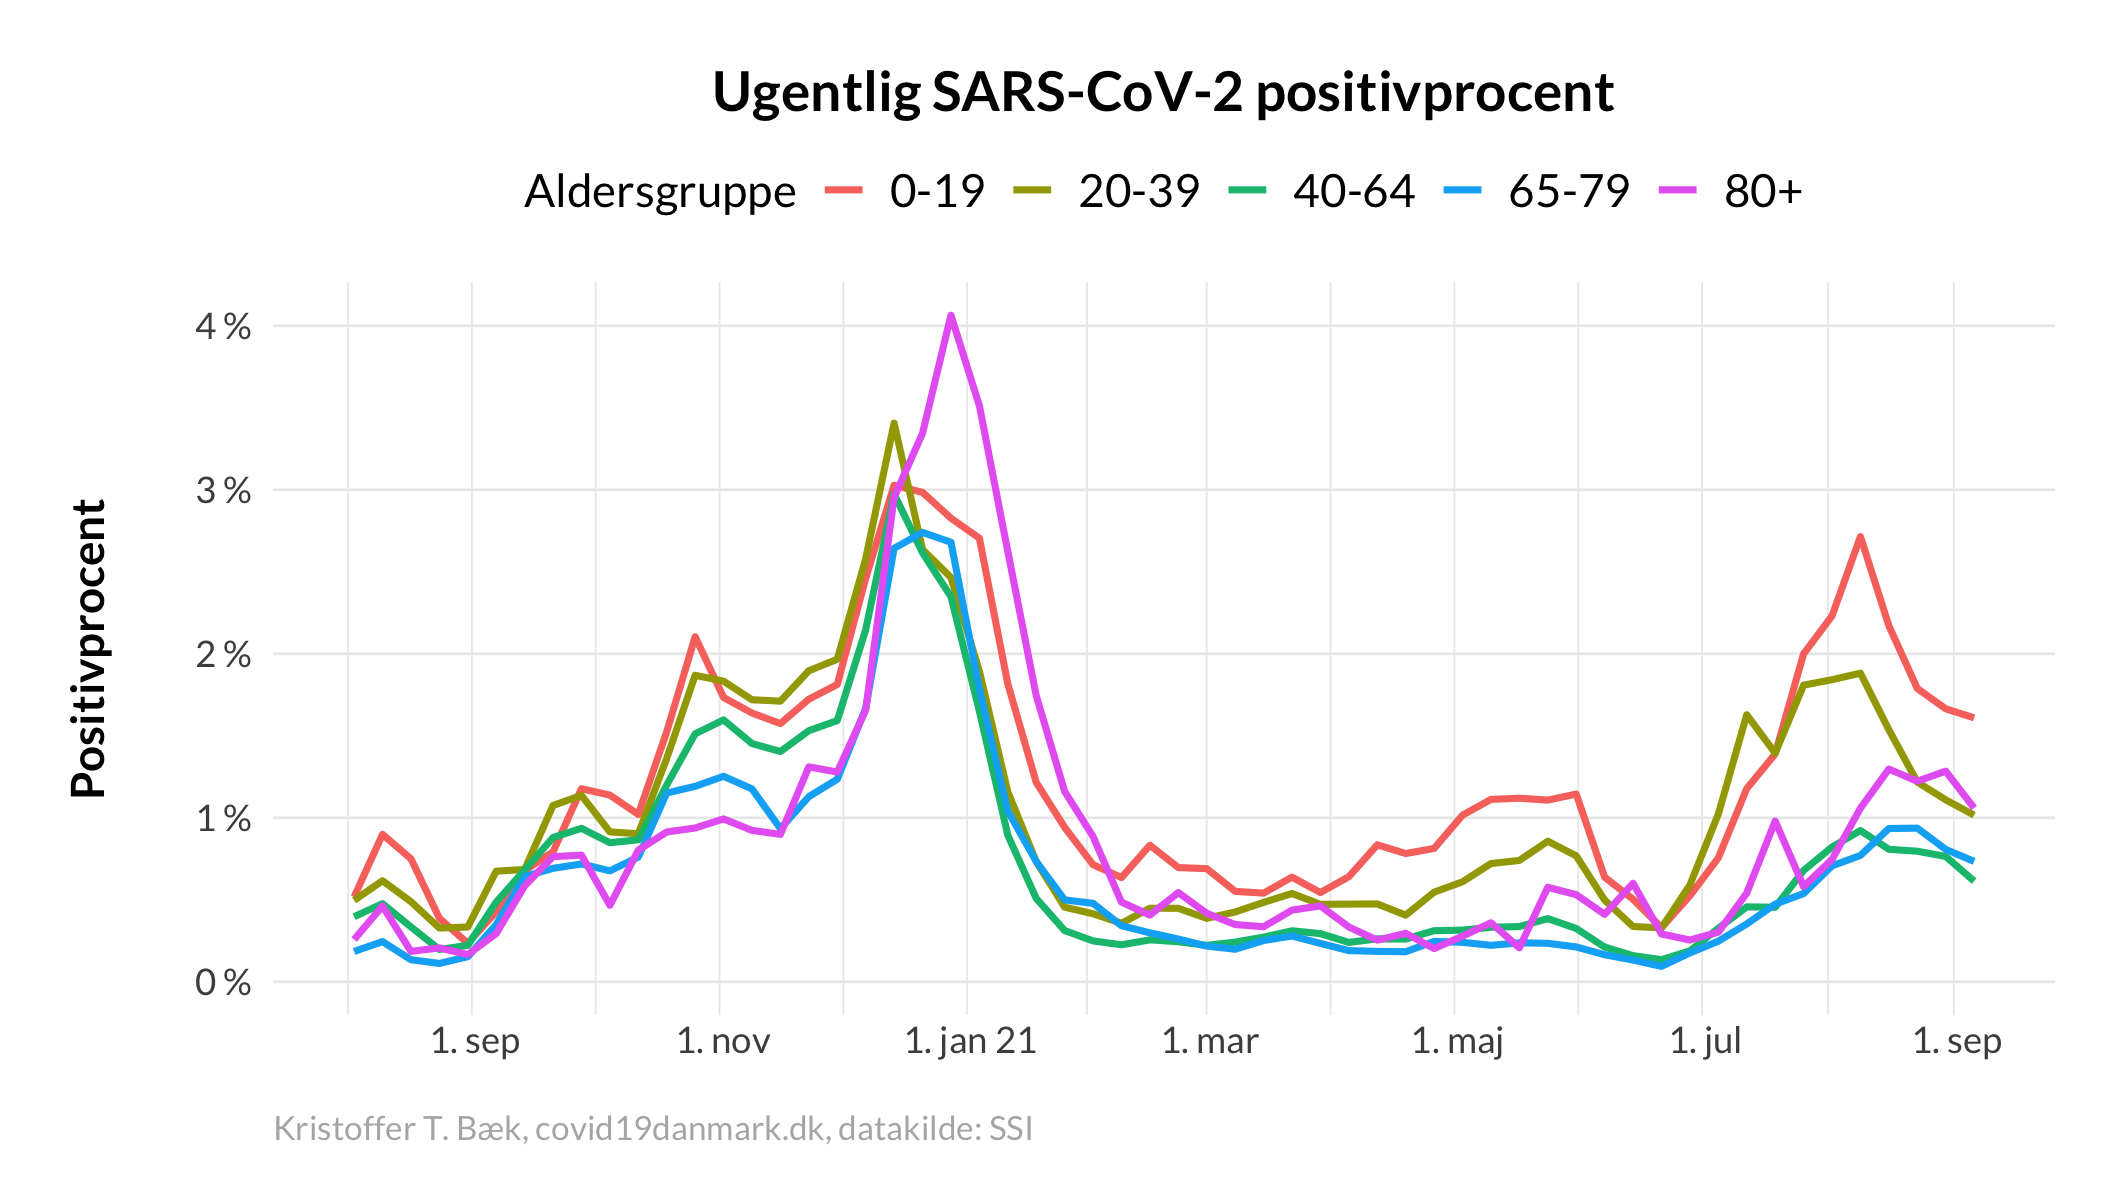 Ugentlig SARS-CoV-2 positivprocent
Aldersgruppe 0-19 20-39 40-64 65-79 80+
Positivprocent
4 %
3 %
2 %
1 %
0 %
1. sep 1. nov 1. jan 21 1. mar 1. maj 1. jul 1. sep
Kristoffer T. Bæk, covid19danmark.dk, datakilde: SSI